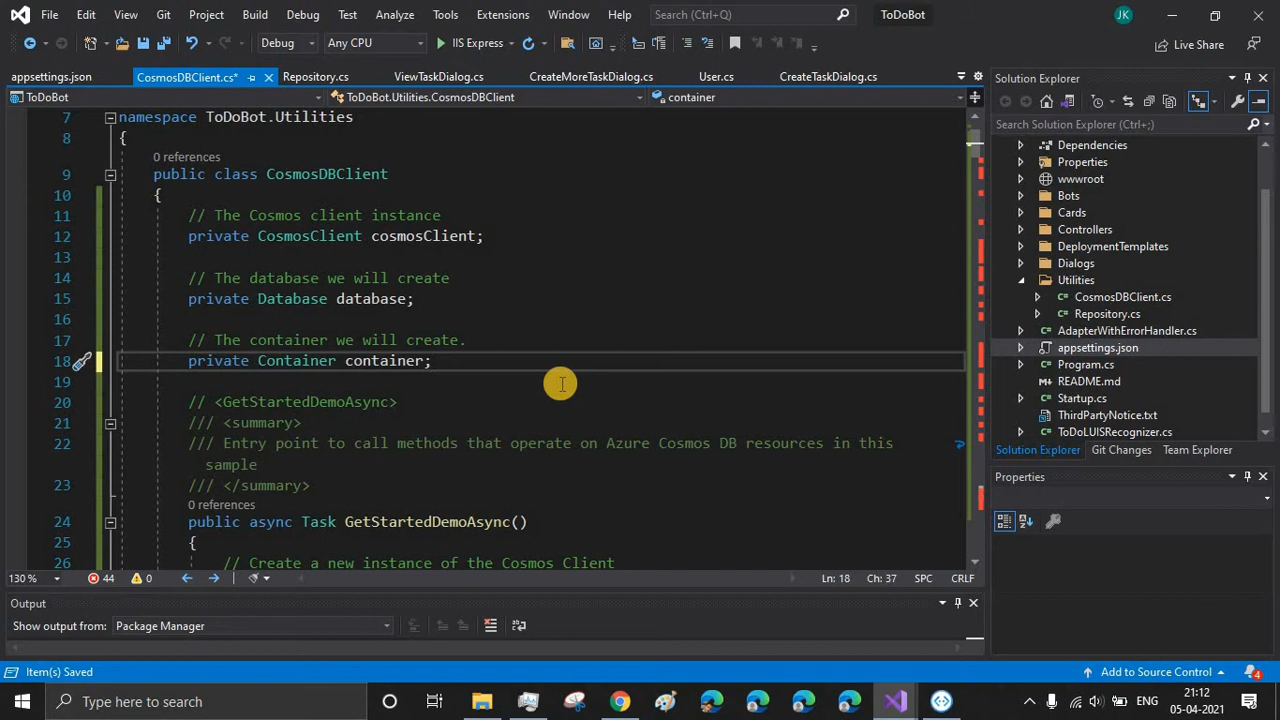 File Edit View Git Project Build Debug Test Analyze Tools Extensions Window Help Search (Ctrl+Q) ToDoBot JK
Debug Any CPU IIS Express Live Share
appsettings.json CosmosDBClient.cs* Repository.cs ViewTaskDialog.cs CreateMoreTaskDialog.cs User.cs CreateTaskDialog.cs
ToDoBot ToDoBot.Utilities.CosmosDBClient container
7 namespace ToDoBot.Utilities
8 {
0 references
9 public class CosmosDBClient
10 {
11 // The Cosmos client instance
12 private CosmosClient cosmosClient;
13
14 // The database we will create
15 private Database database;
16
17 // The container we will create.
18 private Container container;
19
20 // <GetStartedDemoAsync>
21 /// <summary>
22 /// Entry point to call methods that operate on Azure Cosmos DB resources in this
sample
23 /// </summary>
0 references
24 public async Task GetStartedDemoAsync()
25 {
26 // Create a new instance of the Cosmos Client
130 % 44 0 Ln: 18 Ch: 37 SPC CRLF
Output
Show output from: Package Manager
Solution Explorer
Search Solution Explorer (Ctrl+;)
Dependencies
Properties
wwwroot
Bots
Cards
Controllers
DeploymentTemplates
Dialogs
Utilities
CosmosDBClient.cs
Repository.cs
AdapterWithErrorHandler.cs
appsettings.json
Program.cs
README.md
Startup.cs
ThirdPartyNotice.txt
ToDoLUISRecognizer.cs
Solution Explorer Git Changes Team Explorer
Properties
Item(s) Saved Add to Source Control 4
Type here to search ENG 21:12
05-04-2021